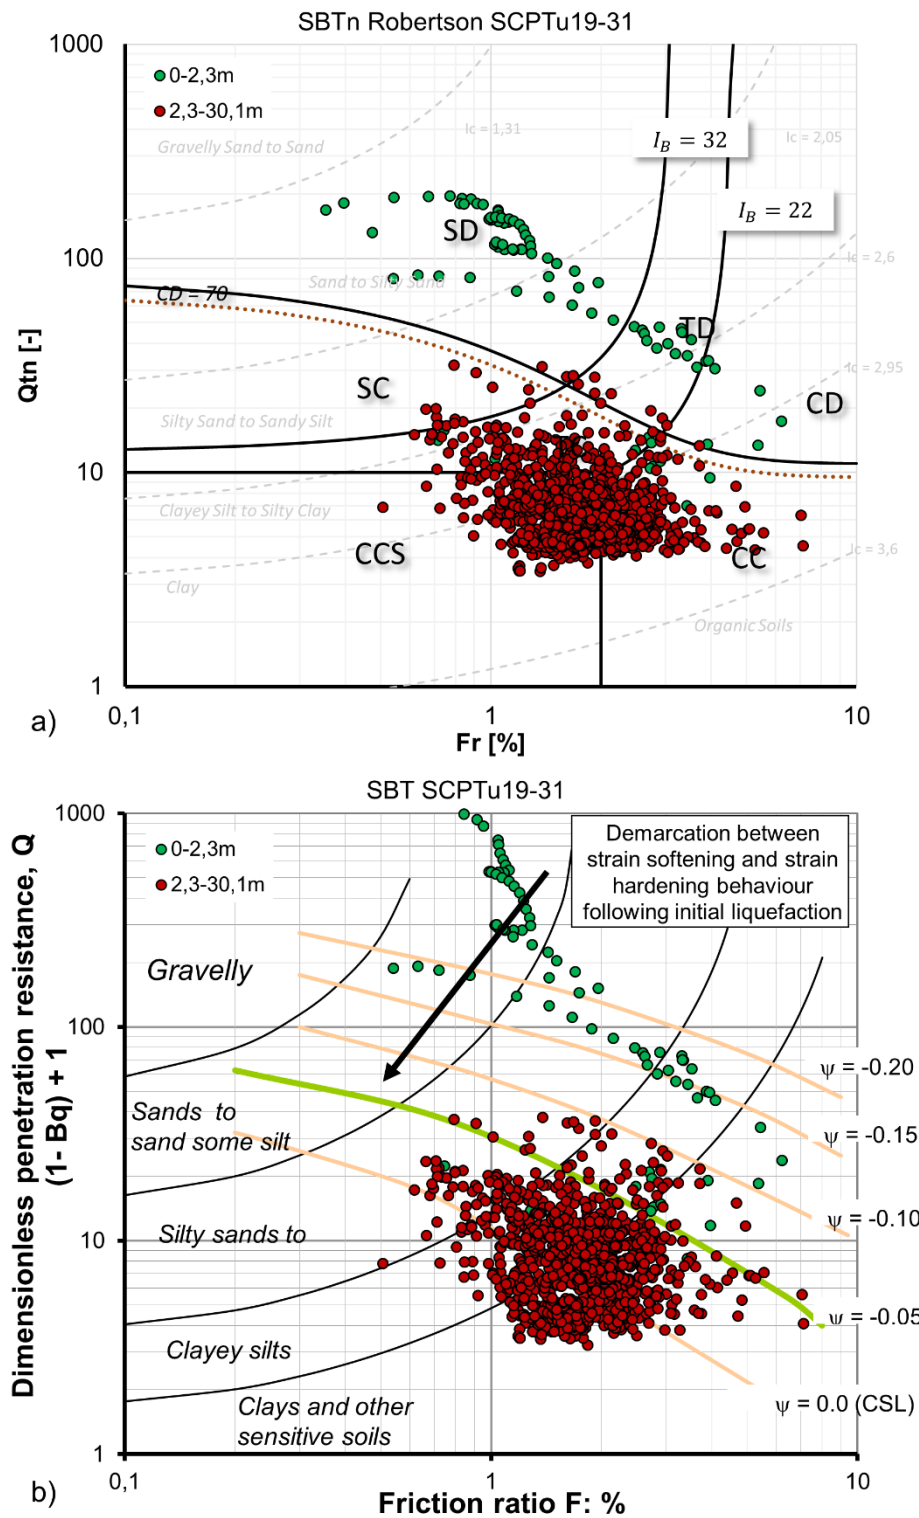 SBTn Robertson SCPTu19-31
1000
0-2,3m
2,3-30,1m
Ic = 1,31
Ic = 2,05
Gravelly Sand to Sand
I_B = 32
I_B = 22
SD
100
Ic = 2,6
Sand to Silty Sand
CD = 70
TD
Qtn [-]
Ic = 2,95
SC
CD
Silty Sand to Sandy Silt
10
Clayey Silt to Silty Clay
CCS
CC
Ic = 3,6
Clay
Organic Soils
1
0,1
1
10
a)
Fr [%]
SBT SCPTu19-31
1000
0-2,3m
2,3-30,1m
Demarcation between
strain softening and strain
hardening behaviour
following initial liquefaction
Gravelly
100
ψ = -0.20
Sands to
sand some silt
ψ = -0.15
Dimensionless penetration resistance, Q
(1- Bq) + 1
ψ = -0.10
Silty sands to
10
ψ = -0.05
Clayey silts
ψ = 0.0 (CSL)
Clays and other
sensitive soils
1
0,1
1
10
b)
Friction ratio F: %